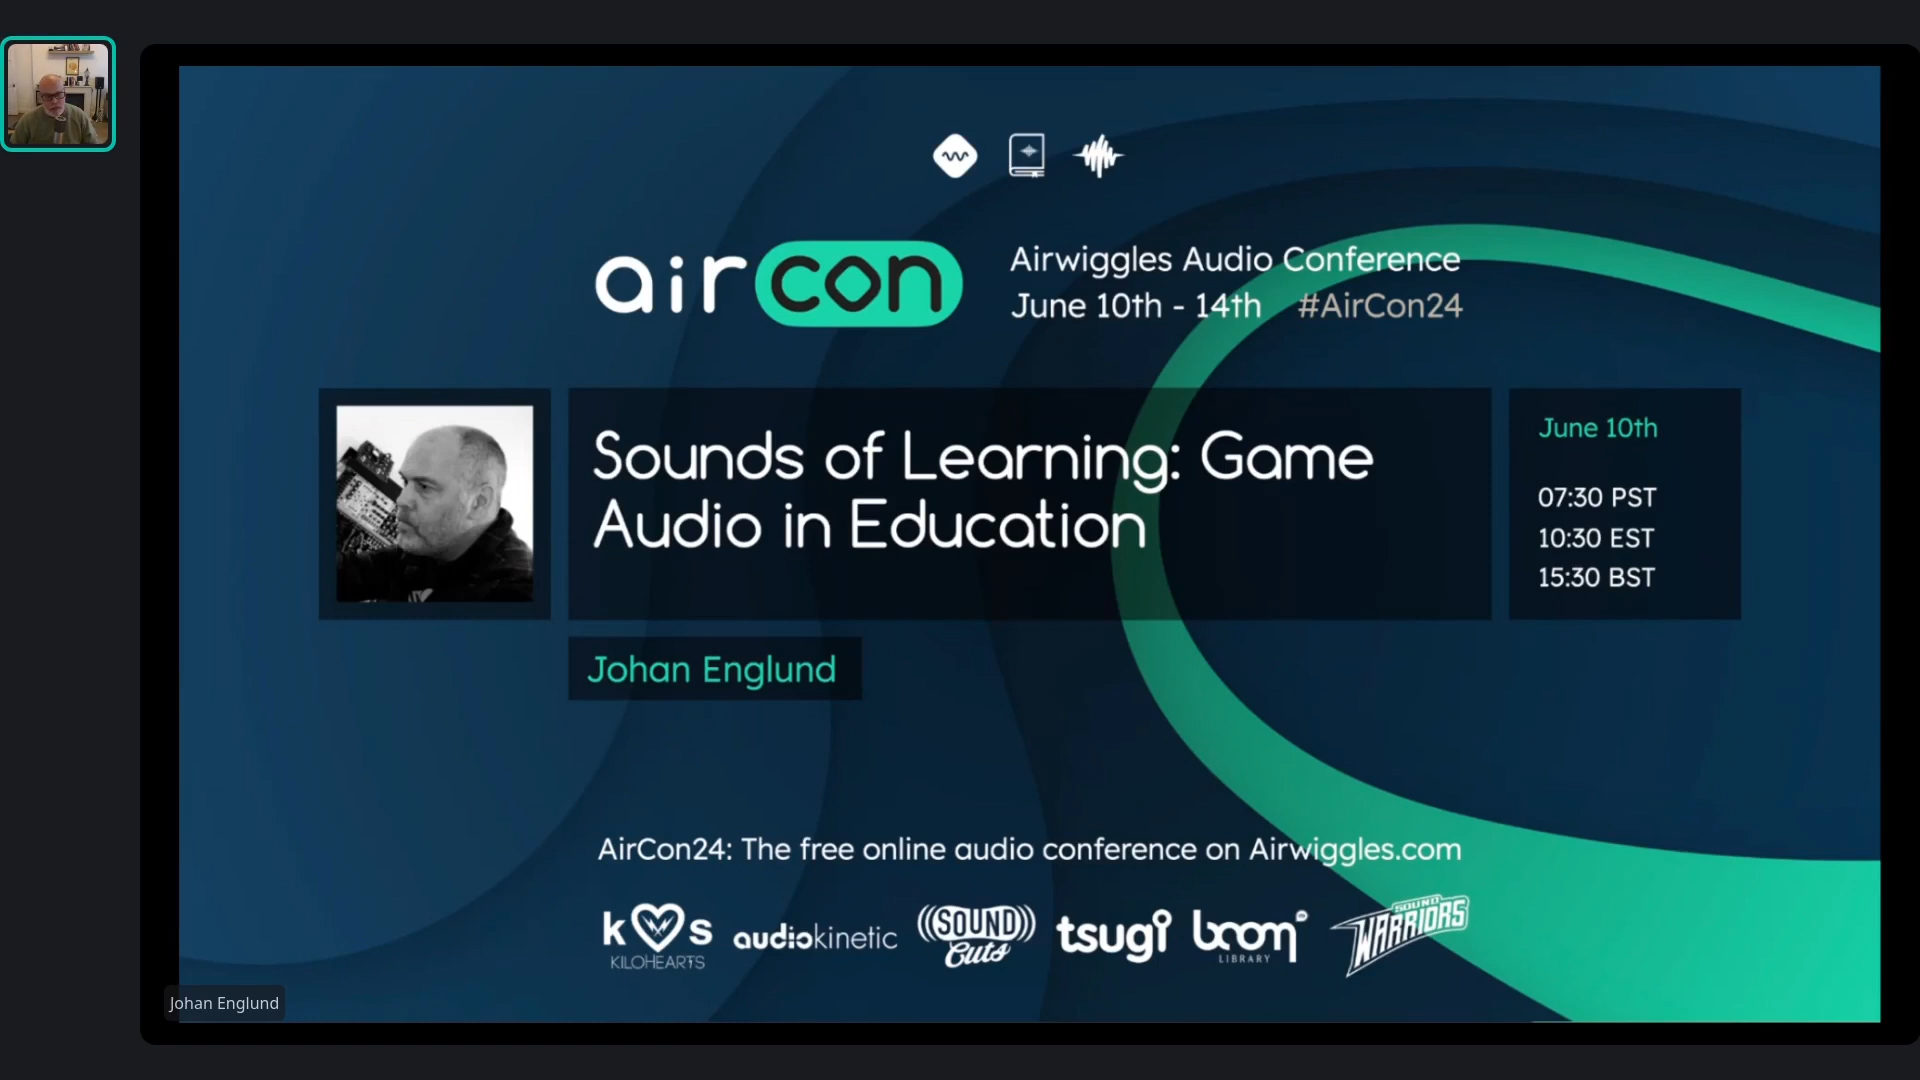 aircon
Airwiggles Audio Conference
June 10th - 14th #AirCon24
Sounds of Learning: Game
Audio in Education
June 10th
07:30 PST
10:30 EST
15:30 BST
Johan Englund
AirCon24: The free online audio conference on Airwiggles.com
k s
KILOHEARTS
audiokinetic
SOUND
Cuts
tsugi
boom
LIBRARY
SOUND
WARRIORS
Johan Englund